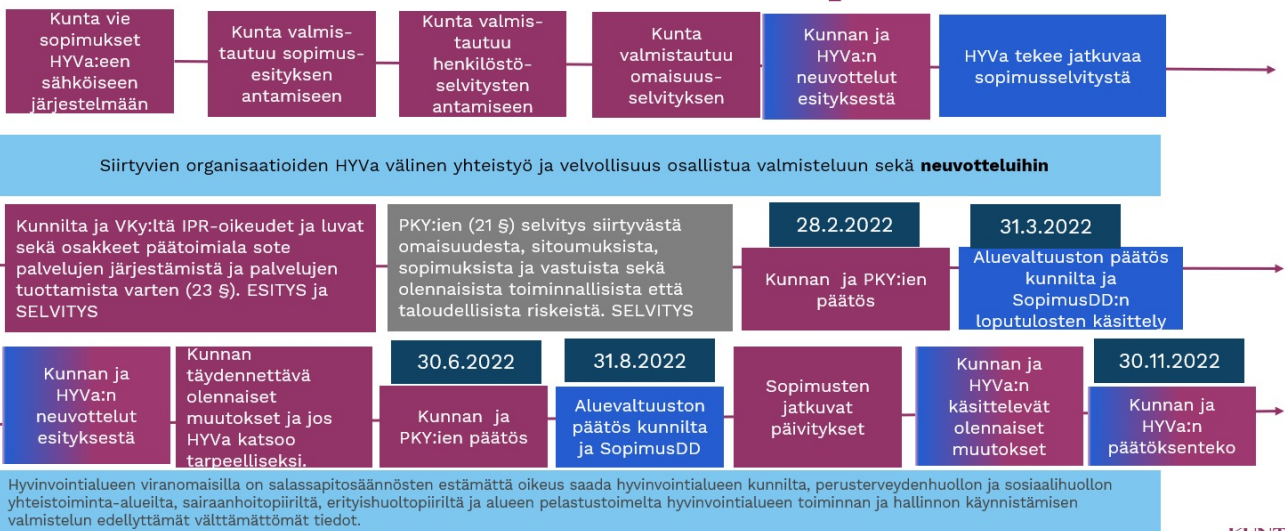 Kunta vie
sopimukset
HYVa:een
sähköiseen
järjestelmään
Kunta valmis-
tautuu sopimus-
esityksen
antamiseen
Kunta valmis-
tautuu
henkilöstö-
selvitysten
antamiseen
Kunta
valmistautuu
omaisuus-
selvityksen
Kunnan ja
HYVa:n
neuvottelut
esityksestä
HYVa tekee jatkuvaa
sopimusselvitystä
Siirtyvien organisaatioiden HYVa välinen yhteistyö ja velvollisuus osallistua valmisteluun sekä neuvotteluihin
Kunnilta ja VKy:ltä IPR-oikeudet ja luvat
sekä osakkeet päätoimiala sote
palvelujen järjestämistä ja palvelujen
tuottamista varten (23 §). ESITYS ja
SELVITYS
PKY:ien (21 §) selvitys siirtyvästä
omaisuudesta, sitoumuksista,
sopimuksista ja vastuista sekä
olennaisista toiminnallisista että
taloudellisista riskeistä. SELVITYS
28.2.2022
Kunnan ja PKY:ien
päätös
31.3.2022
Aluevaltuuston päätös
kunnilta ja
SopimusDD:n
loputulosten käsittely
Kunnan ja
HYVa:n
neuvottelut
esityksestä
Kunnan
täydennettävä
olennaiset
muutokset ja jos
HYVa katsoo
tarpeelliseksi.
30.6.2022
Kunnan ja
PKY:ien päätös
31.8.2022
Aluevaltuuston
päätös kunnilta
ja SopimusDD
Sopimusten
jatkuvat
päivitykset
Kunnan ja
HYVa:n
käsittelevät
olennaiset
muutokset
30.11.2022
Kunnan ja
HYVa:n
päätöksenteko
Hyvinvointialueen viranomaisilla on salassapitosäännösten estämättä oikeus saada hyvinvointialueen kunnilta, perusterveydenhuollon ja sosiaalihuollon
yhteistoiminta-alueilta, sairaanhoitopiiriltä, erityishuoltopiiriltä ja alueen pelastustoimelta hyvinvointialueen toiminnan ja hallinnon käynnistämisen
valmistelun edellyttämät välttämättömät tiedot.